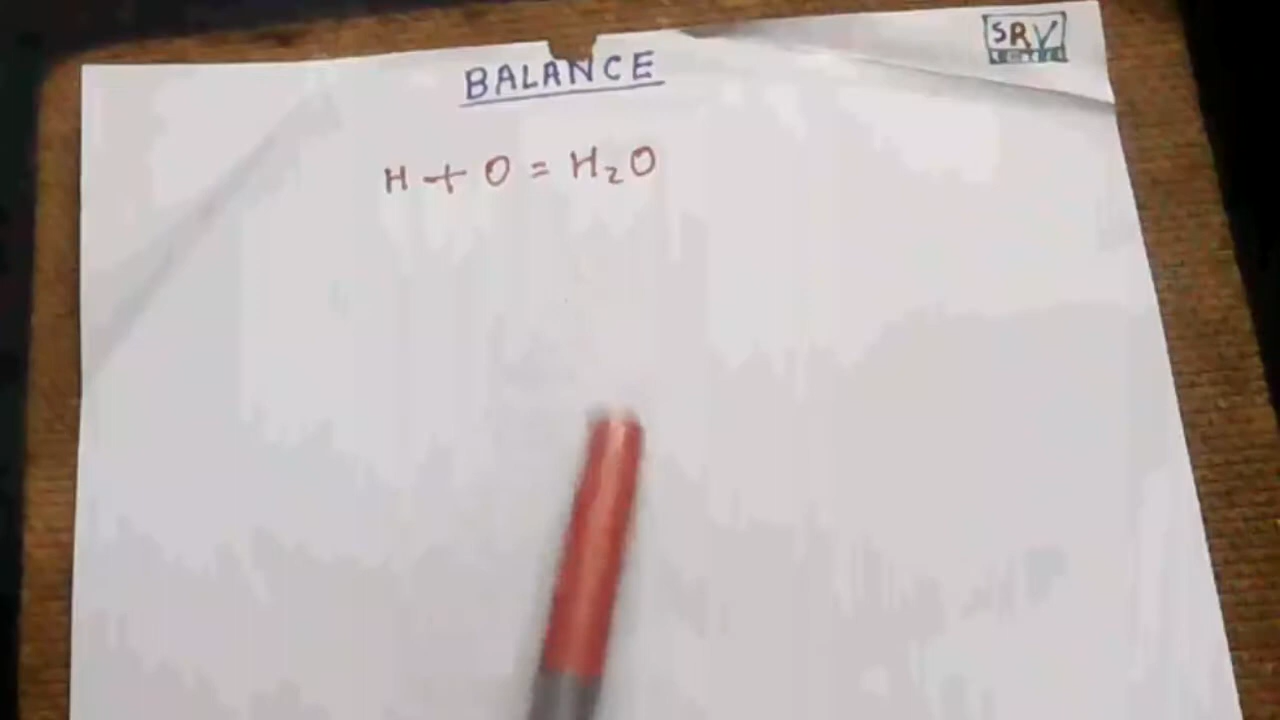 SRV
BALANCE
H + O = H₂O